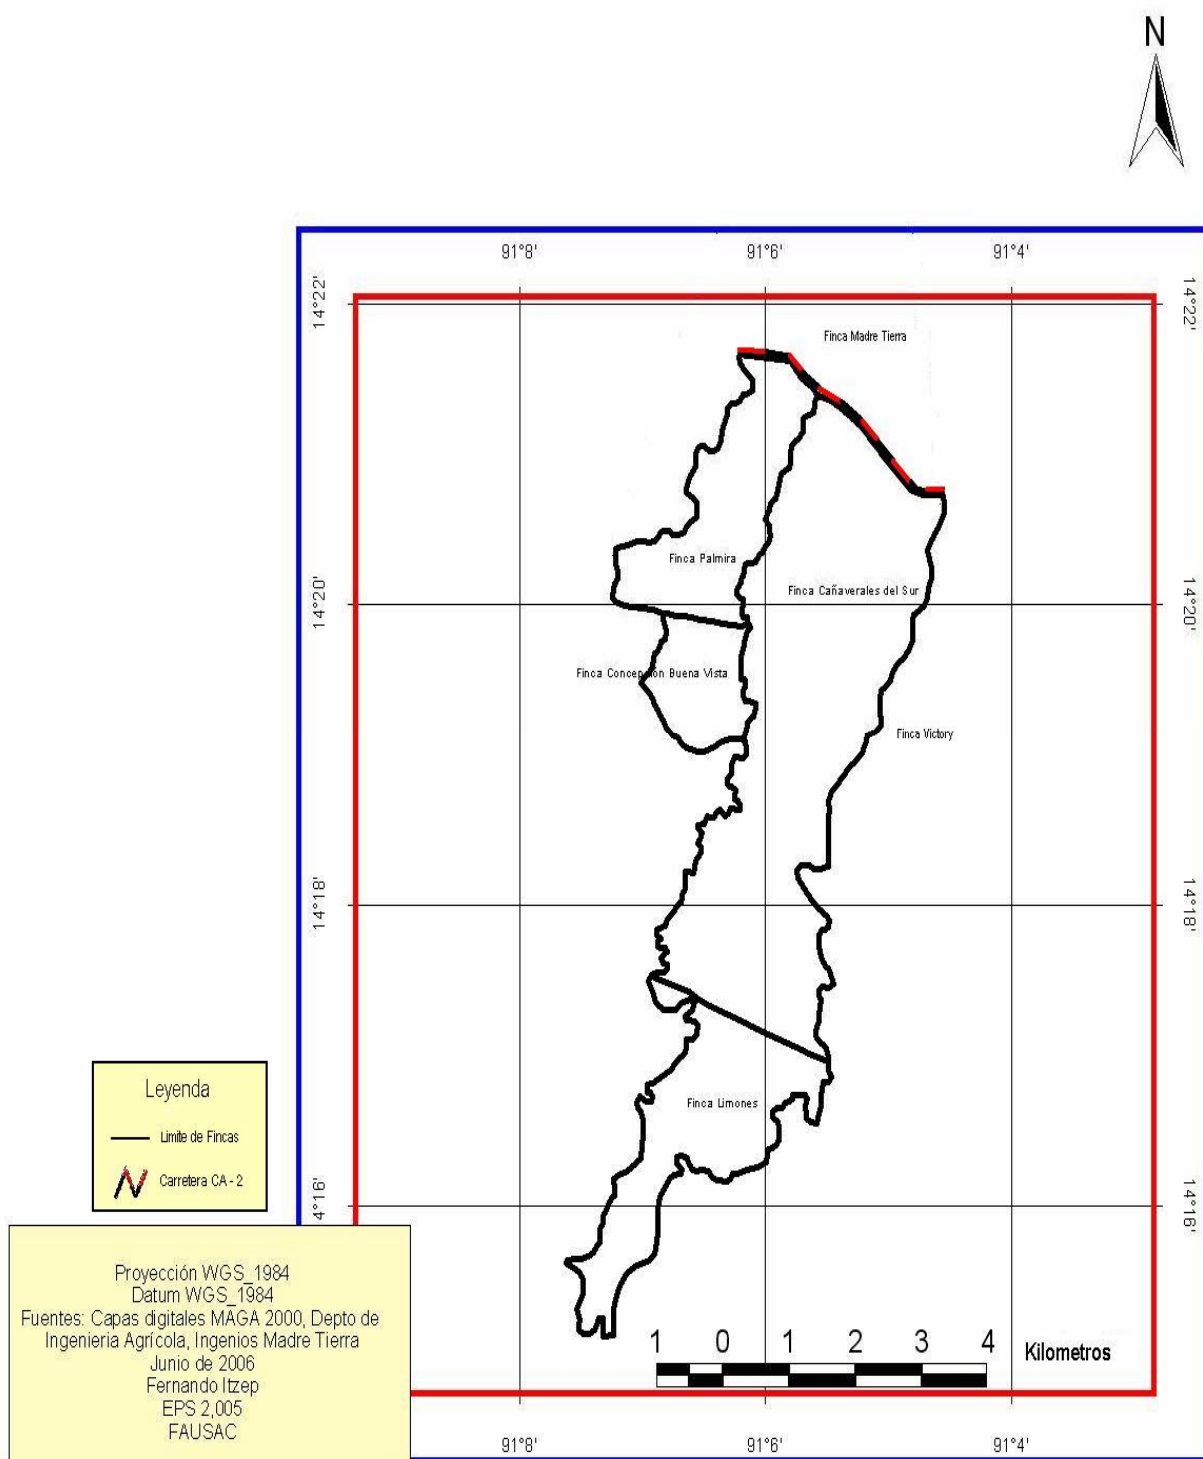 N
91°8'
91°6'
91°4'
14°22'
14°22'
Finca Madre Tierra
Finca Palmira
14°20'
Finca Cañaverales del Sur
14°20'
Finca Concepción Buena Vista
Finca Victory
14°18'
14°18'
Leyenda
Limite de Fincas
Carretera CA - 2
Finca Limones
4°16'
14°16'
Proyección WGS_1984
Datum WGS_1984
Fuentes: Capas digitales MAGA 2000, Depto de
Ingenieria Agrícola, Ingenios Madre Tierra
Junio de 2006
Fernando Itzep
EPS 2,005
FAUSAC
1 0 1 2 3 4
Kilometros
91°8'
91°6'
91°4'